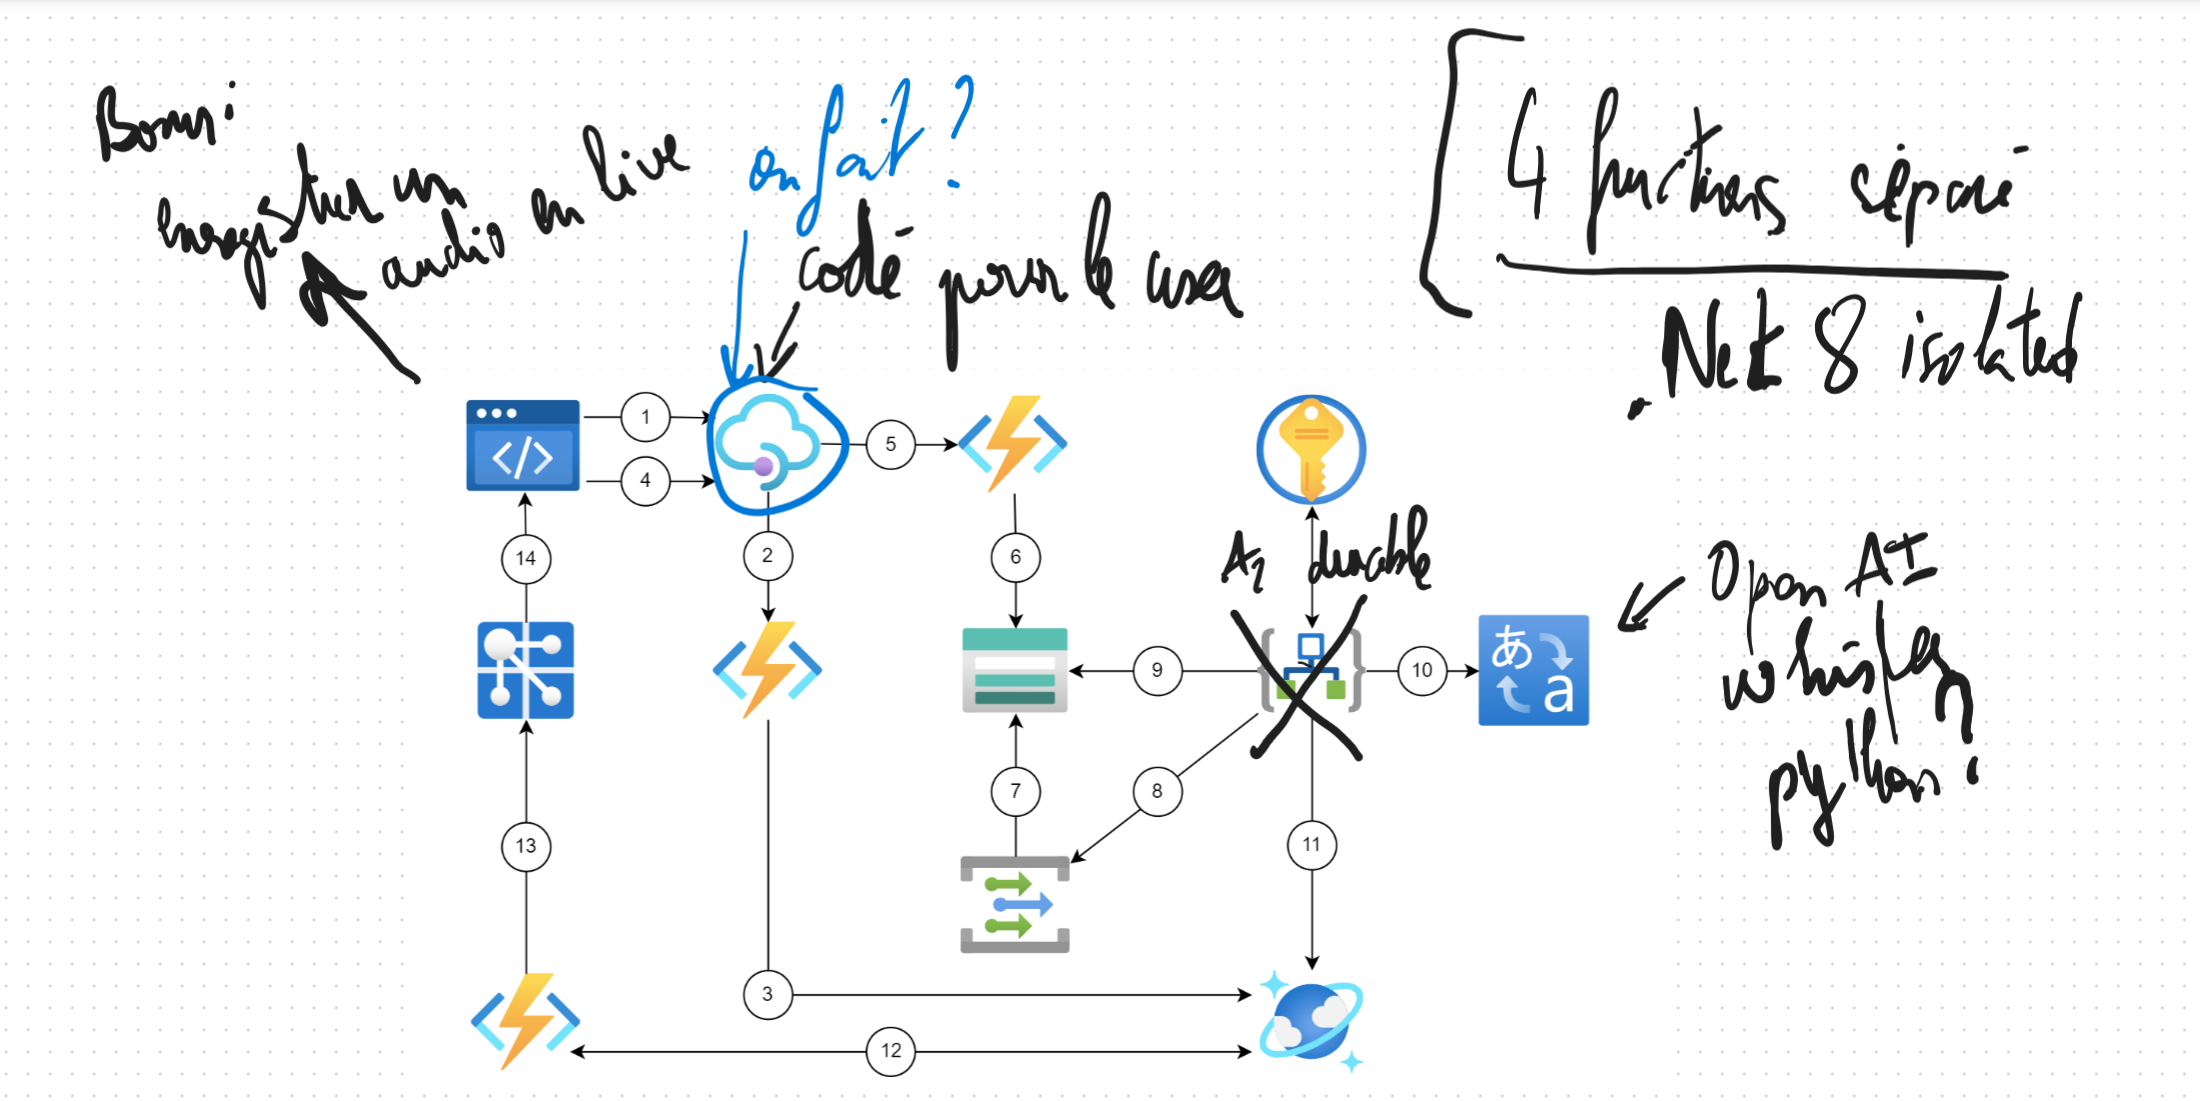 Bonus :
enregistrer un
audio en live
on fait ?
codé pour le user
4 functions séparé
.Net 8 isolated
1
4
5
2
6
14
Az durable
Open AI
whisper
python ?
9
10
あ
a
7
8
13
11
3
12